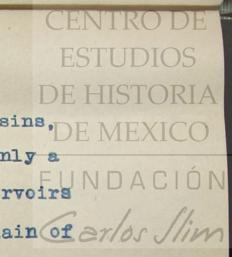 CENTRO DE
ESTUDIOS
DE HISTORIA
DE MEXICO
FUNDACIÓN
Carlos Slim
sins,
nly a
rvoirs
ain of